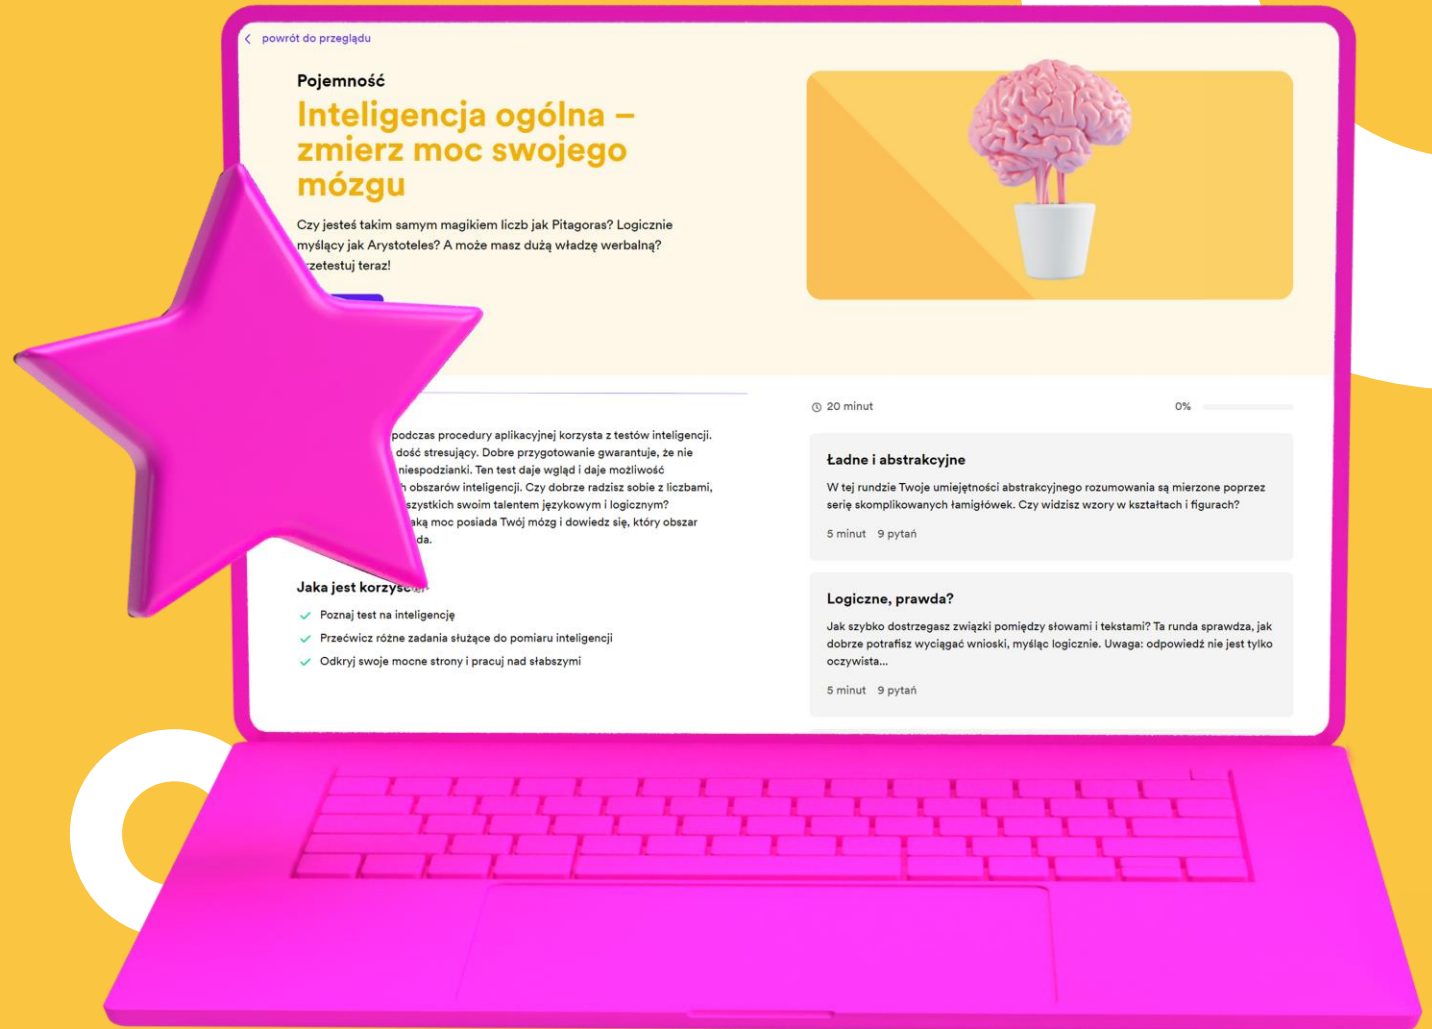 powrót do przeglądu
Pojemność
Inteligencja ogólna –
zmierz moc swojego
mózgu
Czy jesteś takim samym magikiem liczb jak Pitagoras? Logicznie
myślący jak Arystoteles? A może masz dużą władzę werbalną?
teraz!
podczas procedury aplikacyjnej korzysta z testów inteligencji.
dość stresujący. Dobre przygotowanie gwarantuje, że nie
niespodzianki. Ten test daje wgląd i daje możliwość
obszarów inteligencji. Czy dobrze radzisz sobie z liczbami,
swoim talentem językowym i logicznym?
moc posiada Twój mózg i dowiedz się, który obszar
Jaka jest
Poznaj test na inteligencję
Przećwicz różne zadania służące do pomiaru inteligencji
Odkryj swoje mocne strony i pracuj nad słabszymi
20 minut 0%
Ładne i abstrakcyjne
W tej rundzie Twoje umiejętności abstrakcyjnego rozumowania są mierzone poprzez
serię skomplikowanych łamigłówek. Czy widzisz wzory w kształtach i figurach?
5 minut 9 pytań
Logiczne, prawda?
Jak szybko dostrzegasz związki pomiędzy słowami i tekstami? Ta runda sprawdza, jak
dobrze potrafisz wyciągać wnioski, myśląc logicznie. Uwaga: odpowiedź nie jest tylko
oczywista...
5 minut 9 pytań